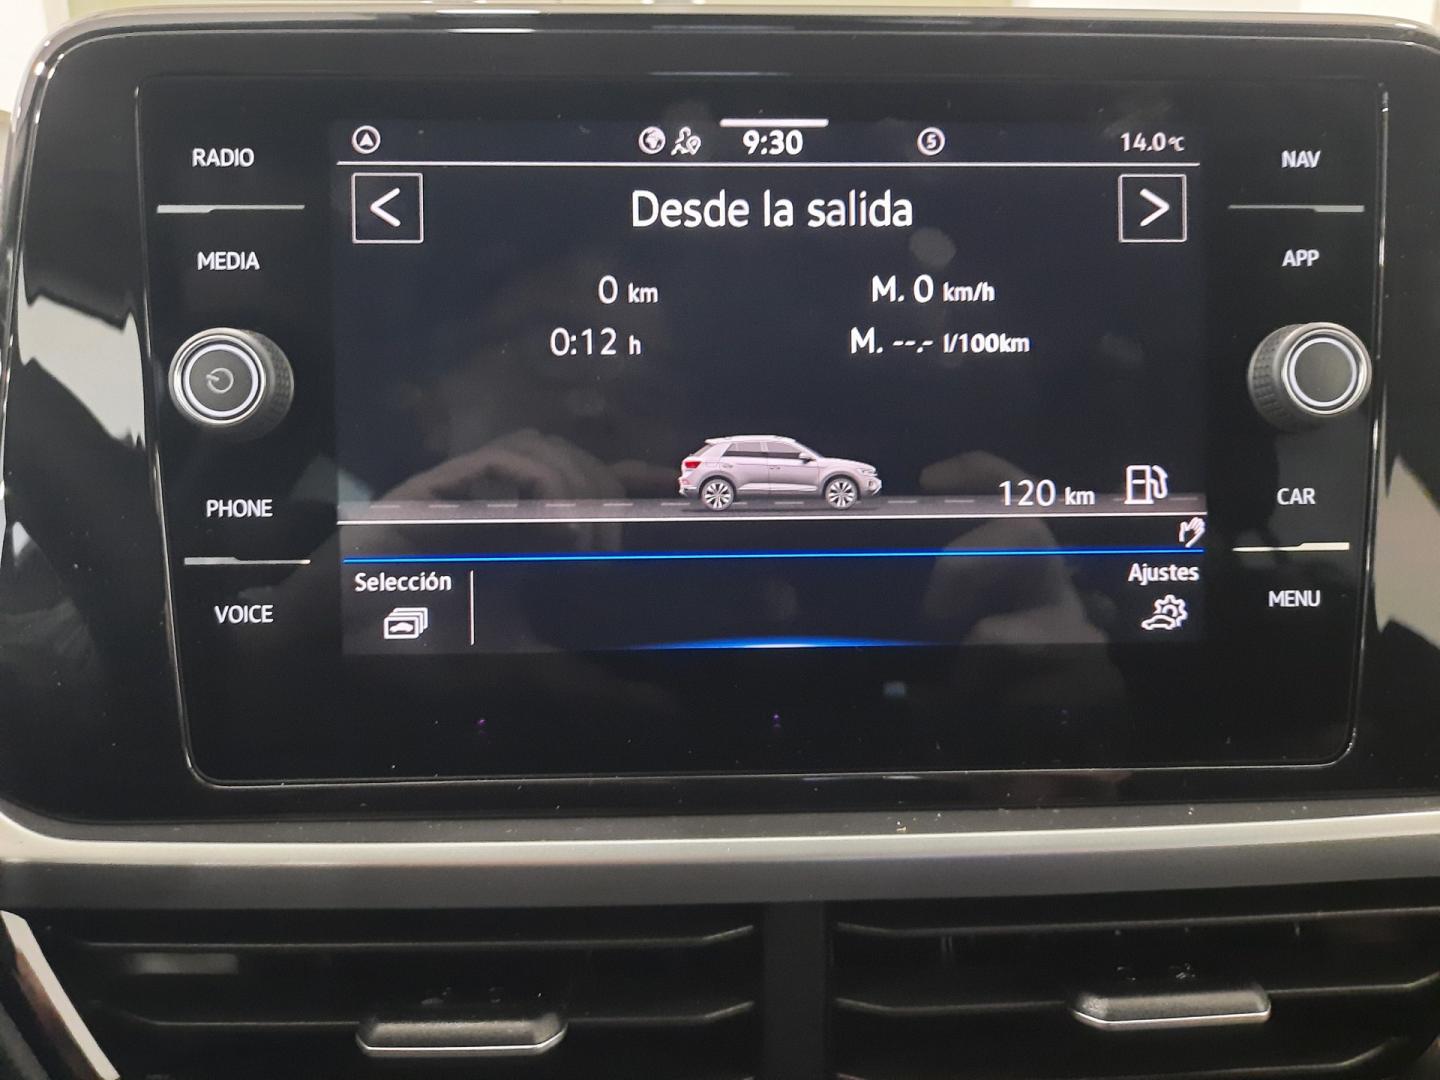 RADIO
MEDIA
PHONE
VOICE
9:30
5
14.0°C
Desde la salida
0 km
M. 0 km/h
0:12 h
M. --.- l/100km
120 km
Selección
Ajustes
NAV
APP
CAR
MENU